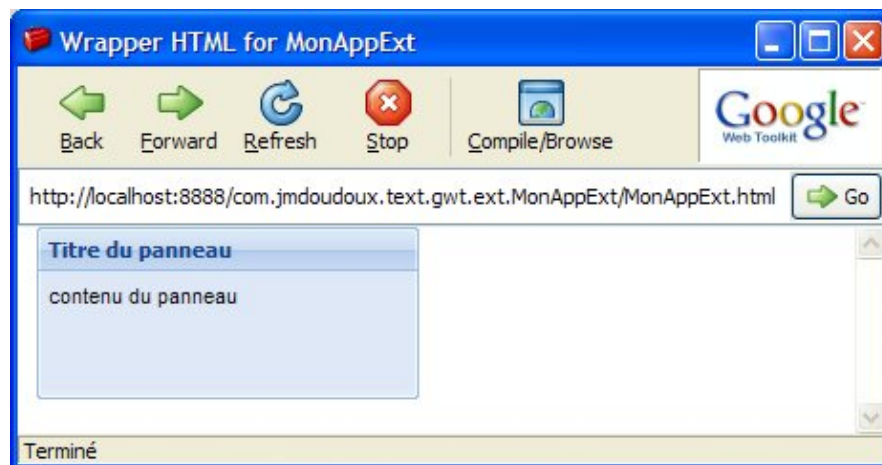 Wrapper HTML for MonAppExt
Back Forward Refresh Stop Compile/Browse
Google
Web Toolkit
http://localhost:8888/com.jmdoudoux.text.gwt.ext.MonAppExt/MonAppExt.html Go
Titre du panneau
contenu du panneau
Terminé